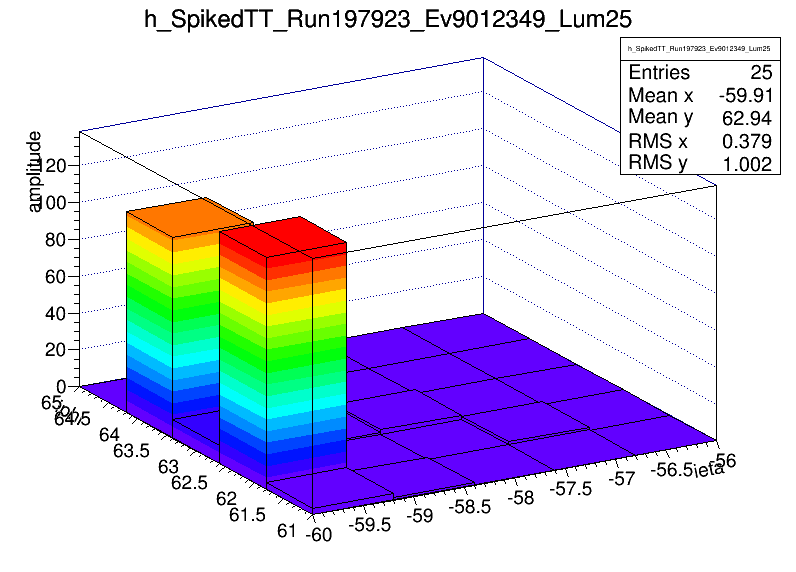 h_SpikedTT_Run197923_Ev9012349_Lum25
h_SpikedTT_Run197923_Ev9012349_Lum25
Entries 25
Mean x -59.91
Mean y 62.94
RMS x 0.379
RMS y 1.002
amplitude
120
100
80
60
40
20
0
65
64.5
64
63.5
63
62.5
62
61.5
61
-60
-59.5
-59
-58.5
-58
-57.5
-57
-56.5
-56
ieta